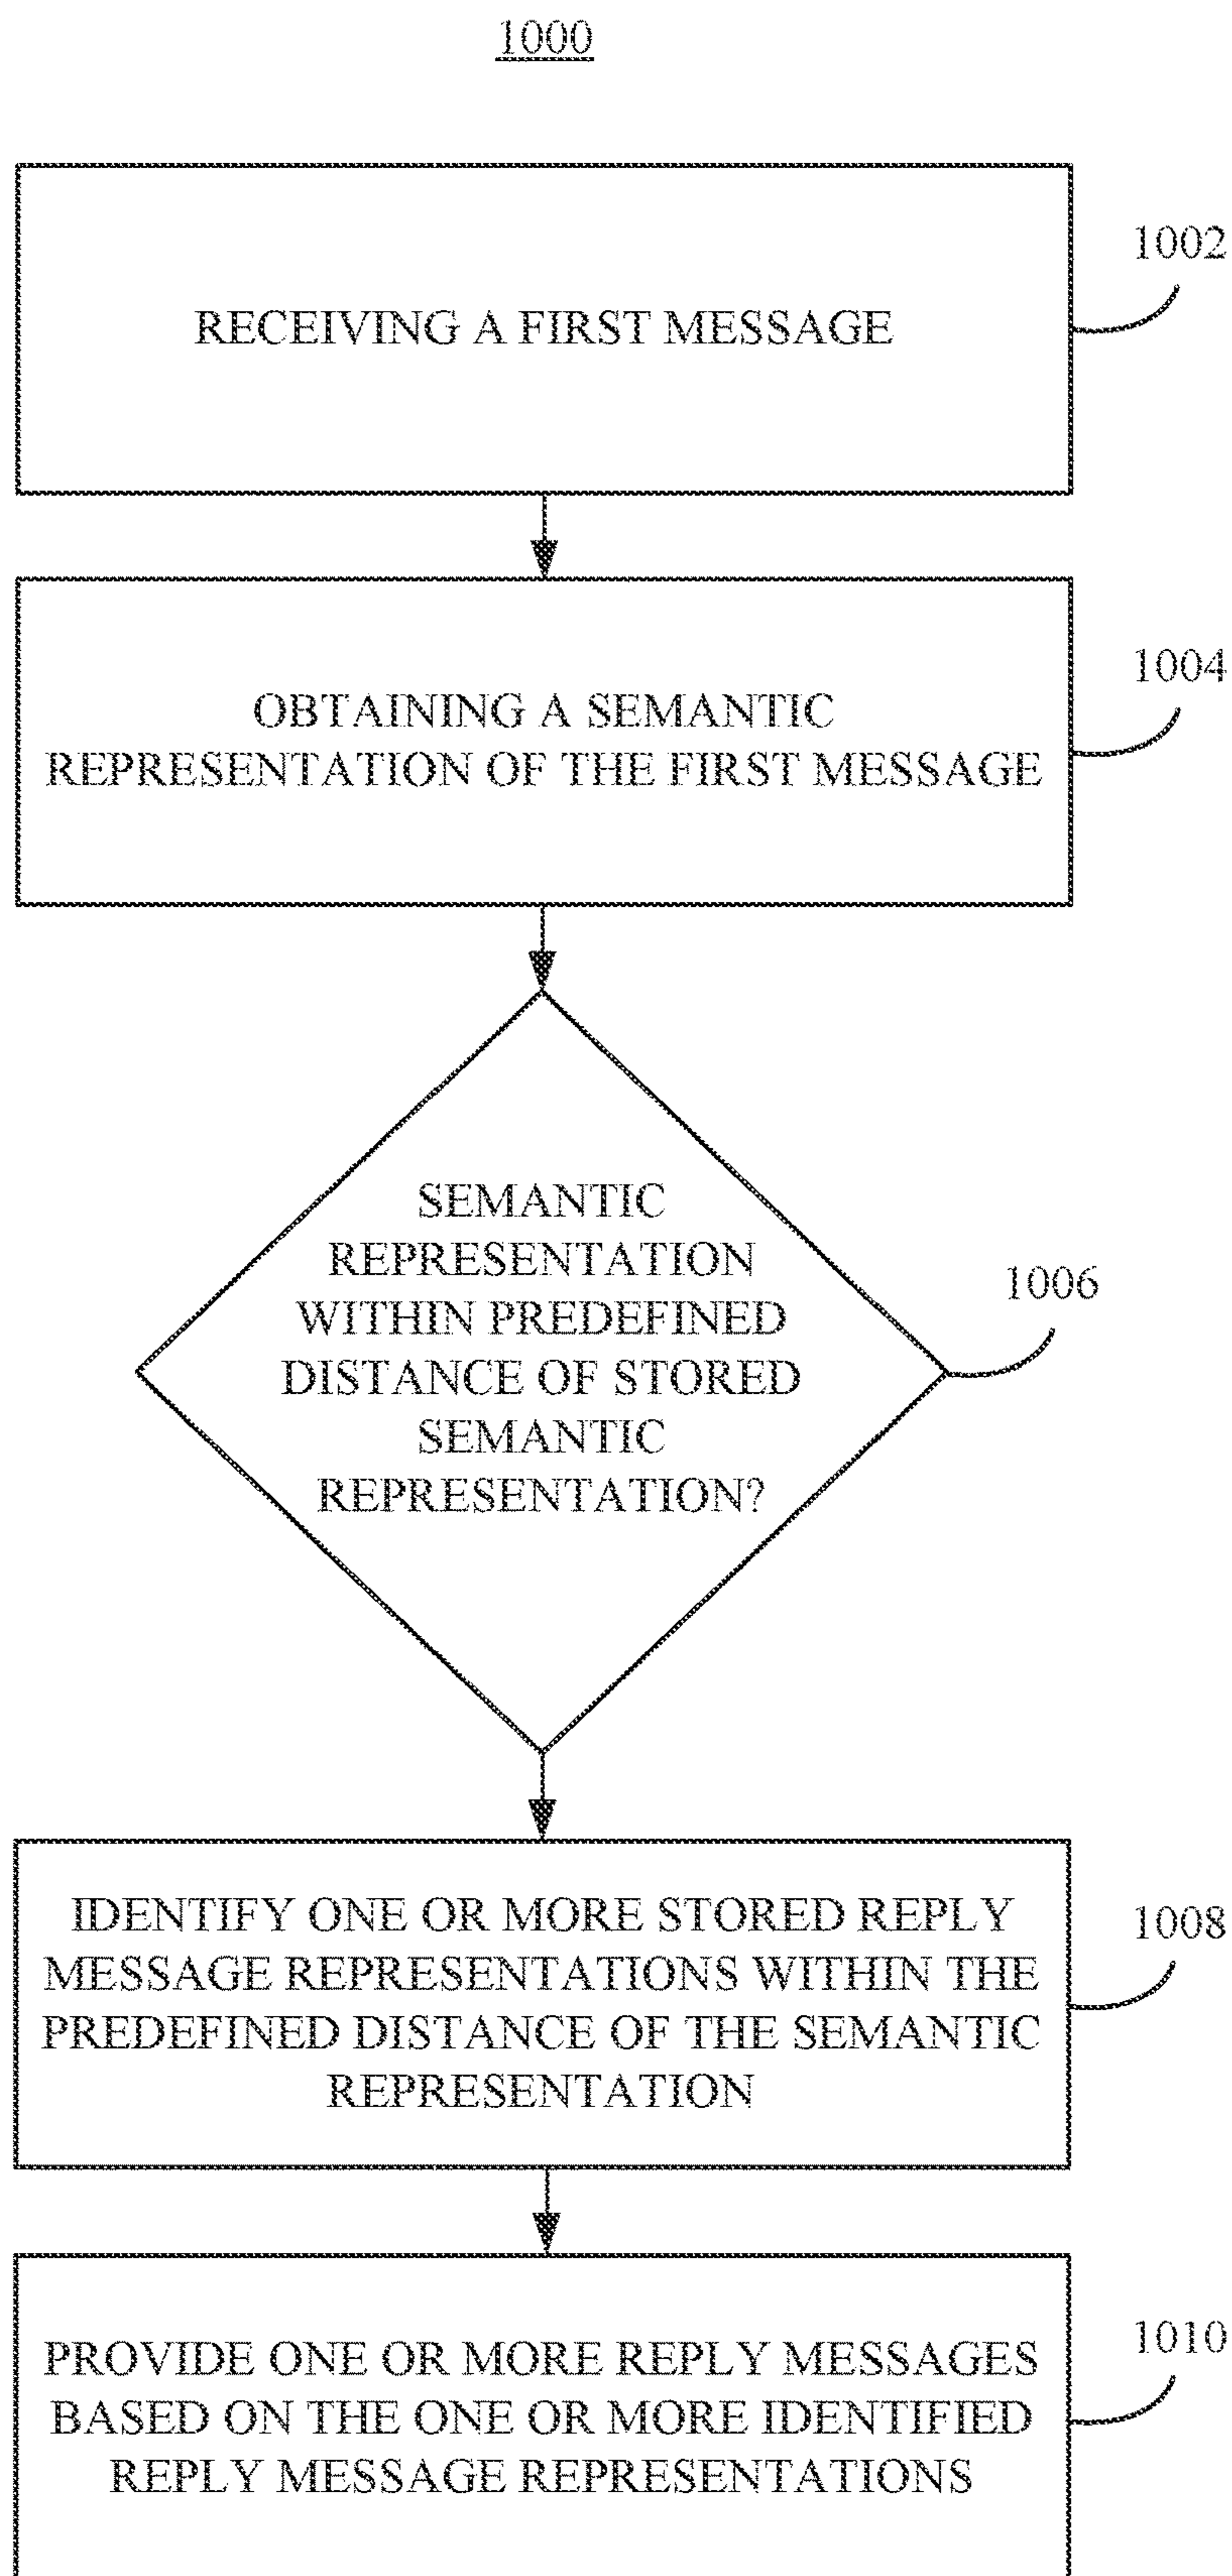 1000
1002
RECEIVING A FIRST MESSAGE
1004
OBTAINING A SEMANTIC
REPRESENTATION OF THE FIRST MESSAGE
SEMANTIC
REPRESENTATION
WITHIN PREDEFINED
DISTANCE OF STORED
SEMANTIC
REPRESENTATION?
1006
IDENTIFY ONE OR MORE STORED REPLY
MESSAGE REPRESENTATIONS WITHIN THE
PREDEFINED DISTANCE OF THE SEMANTIC
REPRESENTATION
1008
PROVIDE ONE OR MORE REPLY MESSAGES
BASED ON THE ONE OR MORE IDENTIFIED
REPLY MESSAGE REPRESENTATIONS
1010